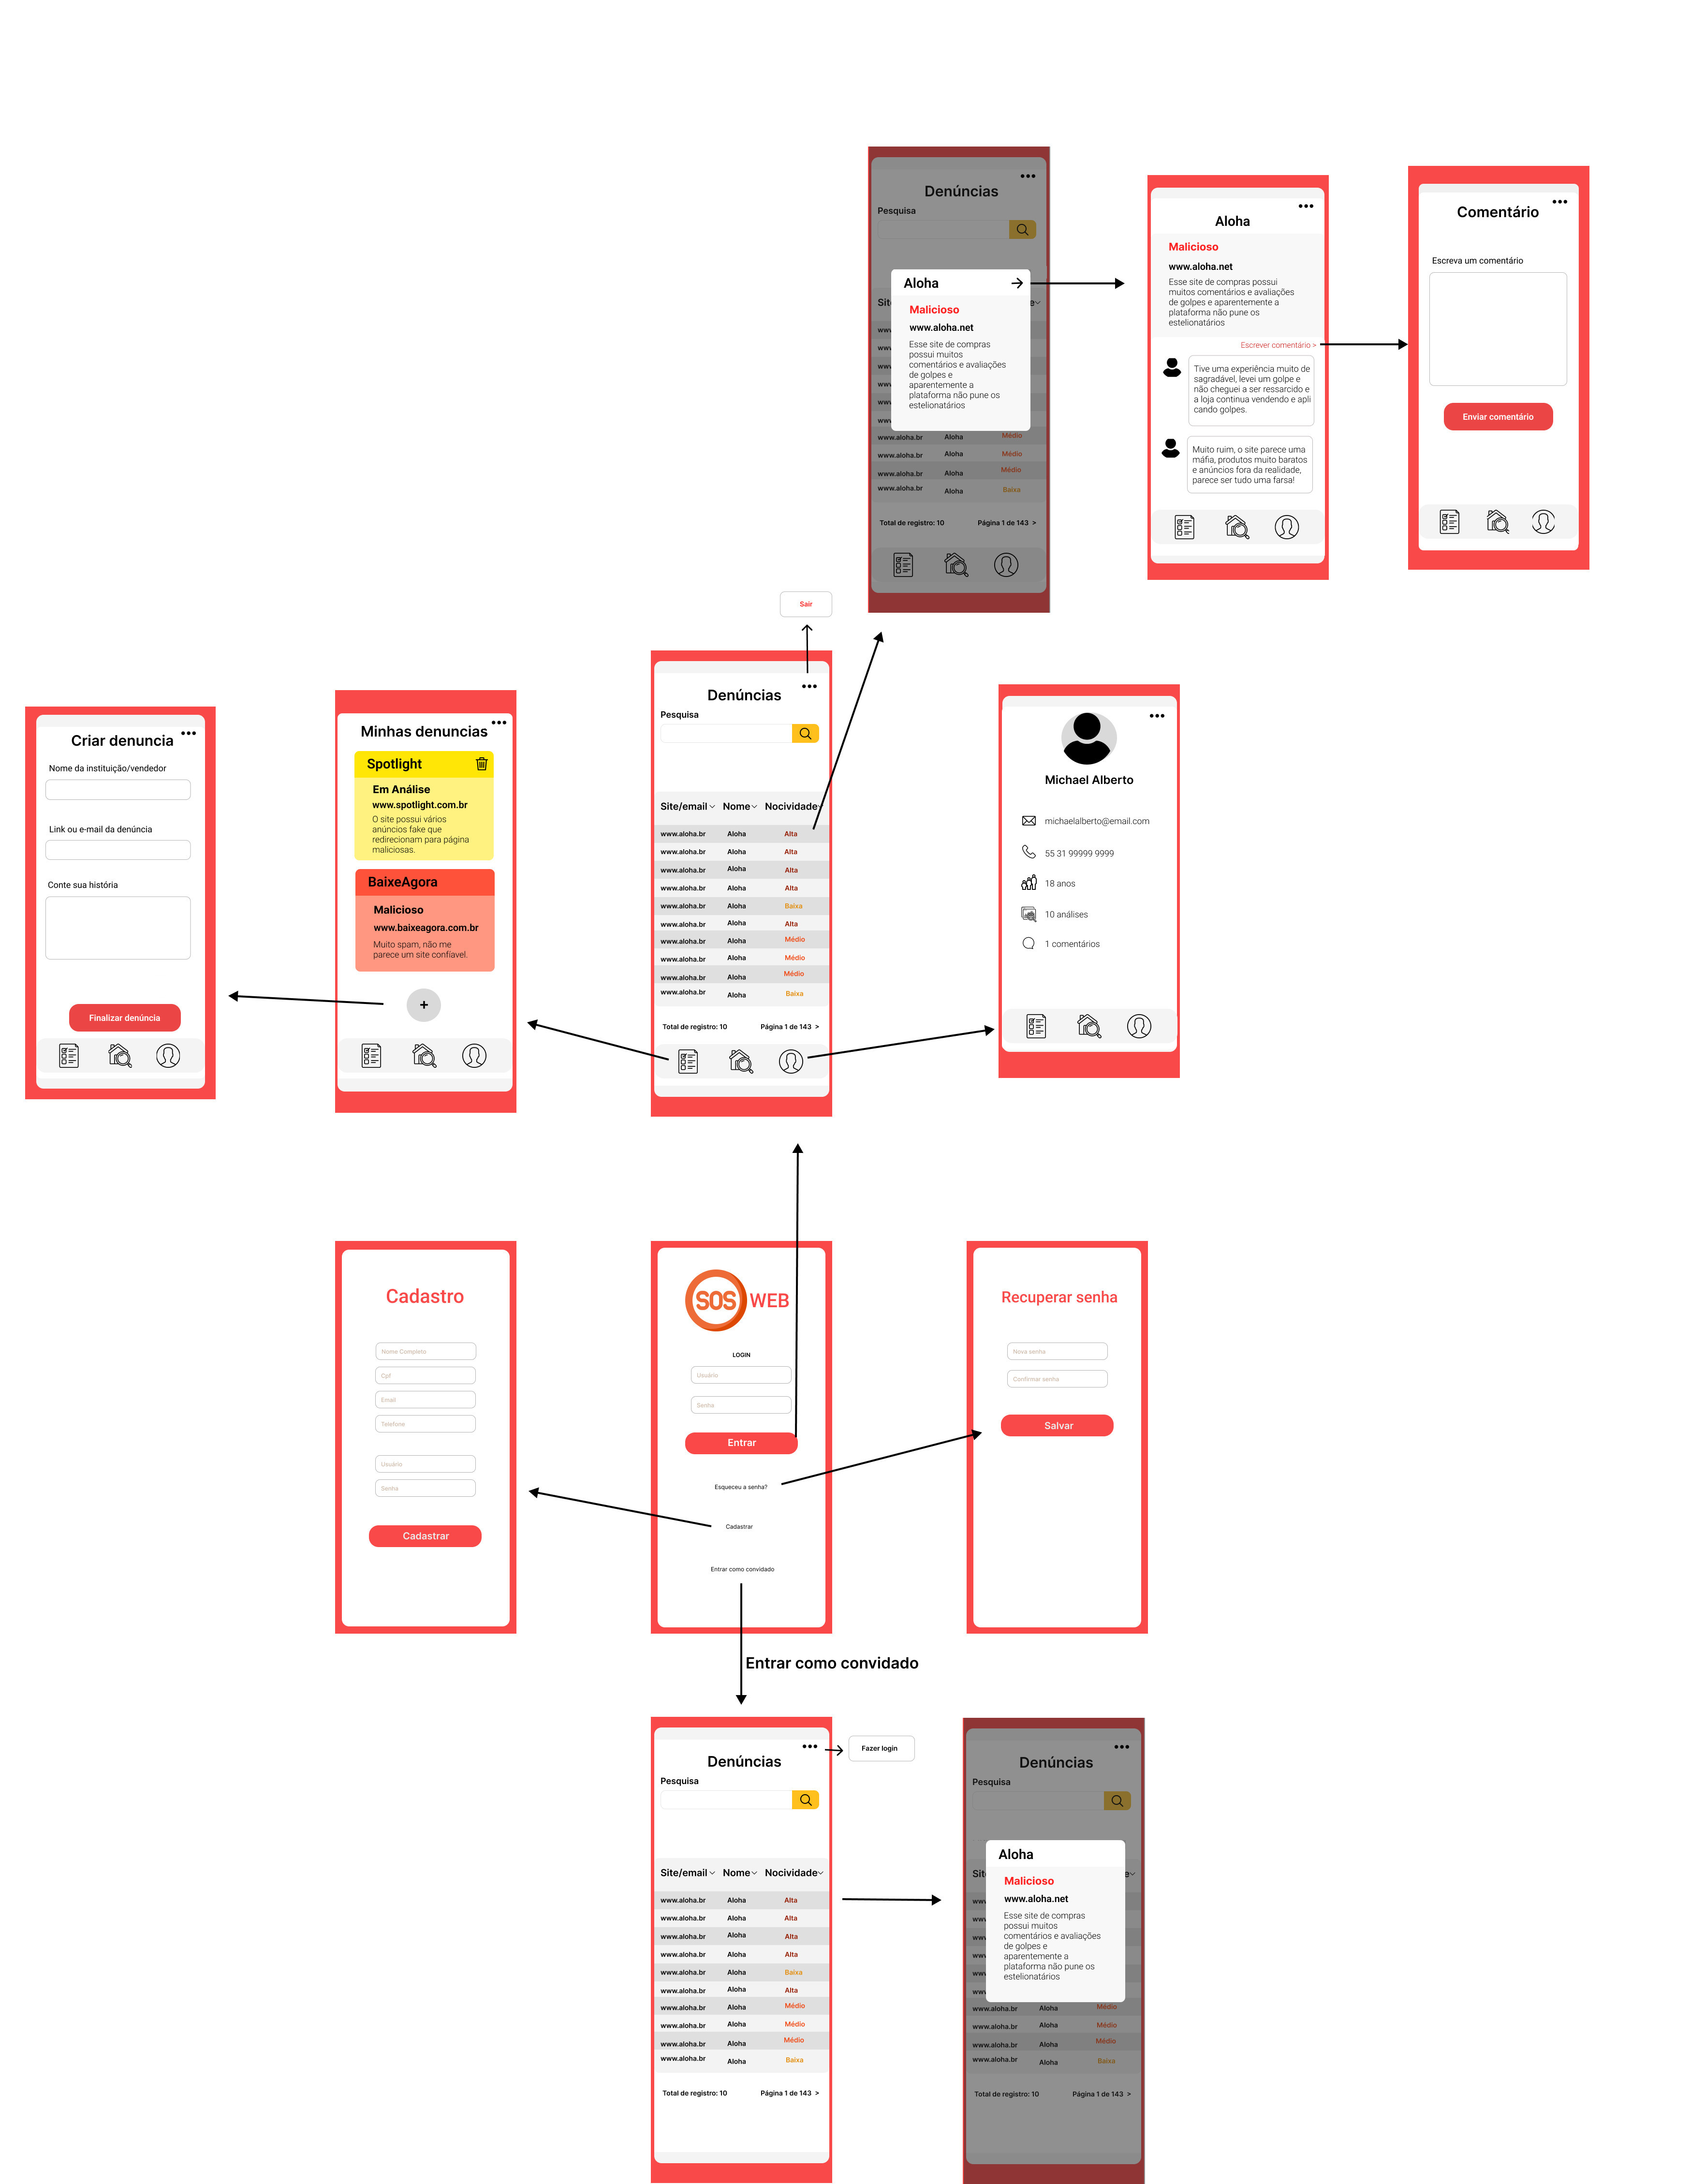 Denúncias
Pesquisa
Sit
e
Aloha
Malicioso
www.aloha.net
Esse site de compras
possui muitos
comentários e avaliações
de golpes e
aparentemente a
plataforma não pune os
estelionatários
www
www
www
www
www
www
www.aloha.br Aloha Médio
www.aloha.br Aloha Médio
www.aloha.br Aloha Médio
www.aloha.br Aloha Baixa
Total de registro: 10 Página 1 de 143 >
Aloha
Malicioso
www.aloha.net
Esse site de compras possui
muitos comentários e avaliações
de golpes e aparentemente a
plataforma não pune os
estelionatários
Escrever comentário >
Tive uma experiência muito de
sagradável, levei um golpe e
não cheguei a ser ressarcido e
a loja continua vendendo e apli
cando golpes.
Muito ruim, o site parece uma
máfia, produtos muito baratos
e anúncios fora da realidade,
parece ser tudo uma farsa!
Comentário
Escreva um comentário
Enviar comentário
Sair
Criar denuncia
Nome da instituição/vendedor
Link ou e-mail da denúncia
Conte sua história
Finalizar denúncia
Minhas denuncias
Spotlight
Em Análise
www.spotlight.com.br
O site possui vários
anúncios fake que
redirecionam para página
maliciosas.
BaixeAgora
Malicioso
www.baixeagora.com.br
Muito spam, não me
parece um site confíavel.
+
Denúncias
Pesquisa
Site/email Nome Nocividade
www.aloha.br Aloha Alta
www.aloha.br Aloha Alta
www.aloha.br Aloha Alta
www.aloha.br Aloha Alta
www.aloha.br Aloha Baixa
www.aloha.br Aloha Alta
www.aloha.br Aloha Médio
www.aloha.br Aloha Médio
www.aloha.br Aloha Médio
www.aloha.br Aloha Baixa
Total de registro: 10 Página 1 de 143 >
Michael Alberto
michaelalberto@email.com
55 31 99999 9999
18 anos
10 análises
1 comentários
Cadastro
Nome Completo
Cpf
Email
Telefone
Usuário
Senha
Cadastrar
SOS WEB
LOGIN
Usuário
Senha
Entrar
Esqueceu a senha?
Cadastrar
Entrar como convidado
Recuperar senha
Nova senha
Confirmar senha
Salvar
Entrar como convidado
Denúncias
Pesquisa
Site/email Nome Nocividade
www.aloha.br Aloha Alta
www.aloha.br Aloha Alta
www.aloha.br Aloha Alta
www.aloha.br Aloha Alta
www.aloha.br Aloha Baixa
www.aloha.br Aloha Alta
www.aloha.br Aloha Médio
www.aloha.br Aloha Médio
www.aloha.br Aloha Médio
www.aloha.br Aloha Baixa
Total de registro: 10 Página 1 de 143 >
Fazer login
Denúncias
Pesquisa
Sit
e
Aloha
Malicioso
www.aloha.net
Esse site de compras
possui muitos
comentários e avaliações
de golpes e
aparentemente a
plataforma não pune os
estelionatários
www
www
www
www
www
www
www.aloha.br Aloha Médio
www.aloha.br Aloha Médio
www.aloha.br Aloha Médio
www.aloha.br Aloha Baixa
Total de registro: 10 Página 1 de 143 >